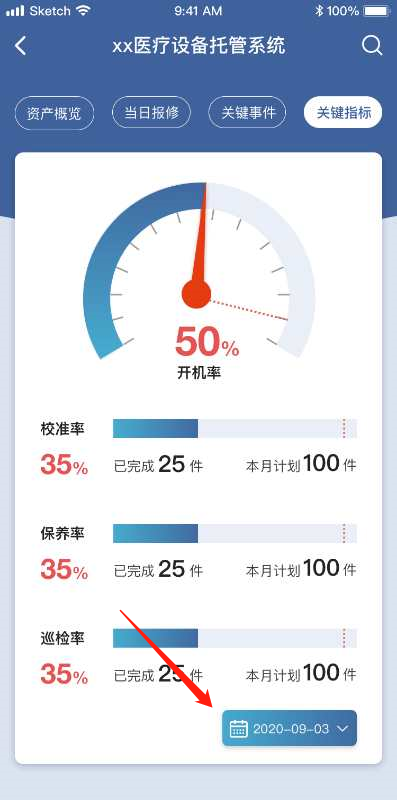 Sketch 9:41 AM 100%
xx医疗设备托管系统
资产概览 当日报修 关键事件 关键指标
50%
开机率
校准率
35% 已完成 25 件 本月计划 100 件
保养率
35% 已完成 25 件 本月计划 100 件
巡检率
35% 已完成 25 件 本月计划 100 件
2020-09-03